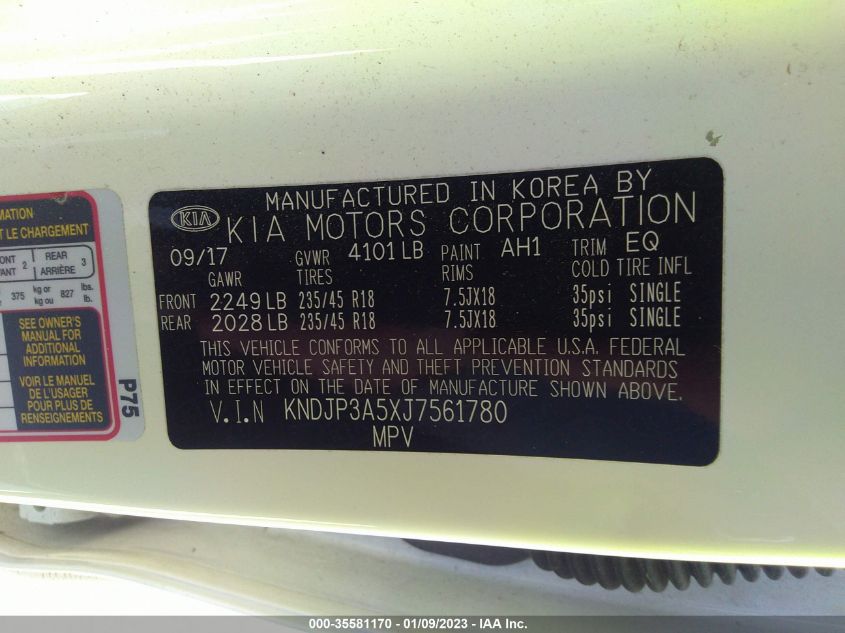 MANUFACTURED IN KOREA BY
KIA KIA MOTORS CORPORATION
09/17 GVWR 4101 LB PAINT AH1 TRIM EQ
GAWR TIRES RIMS COLD TIRE INFL
FRONT 2249 LB 235/45 R18 7.5JX18 35psi SINGLE
REAR 2028 LB 235/45 R18 7.5JX18 35psi SINGLE
THIS VEHICLE CONFORMS TO ALL APPLICABLE U.S.A. FEDERAL
MOTOR VEHICLE SAFETY AND THEFT PREVENTION STANDARDS
IN EFFECT ON THE DATE OF MANUFACTURE SHOWN ABOVE.
V.I.N KNDJP3A5XJ7561780
MPV
LE CHARGEMENT
2 REAR 3
ARRIÈRE
375 kg or 827 lbs.
kg ou
SEE OWNER'S
MANUAL FOR
ADDITIONAL
INFORMATION
VOIR LE MANUEL
DE L'USAGER
POUR PLUS DE
RENSEIGNEMENTS
P75
000-35581170 - 01/09/2023 - IAA Inc.